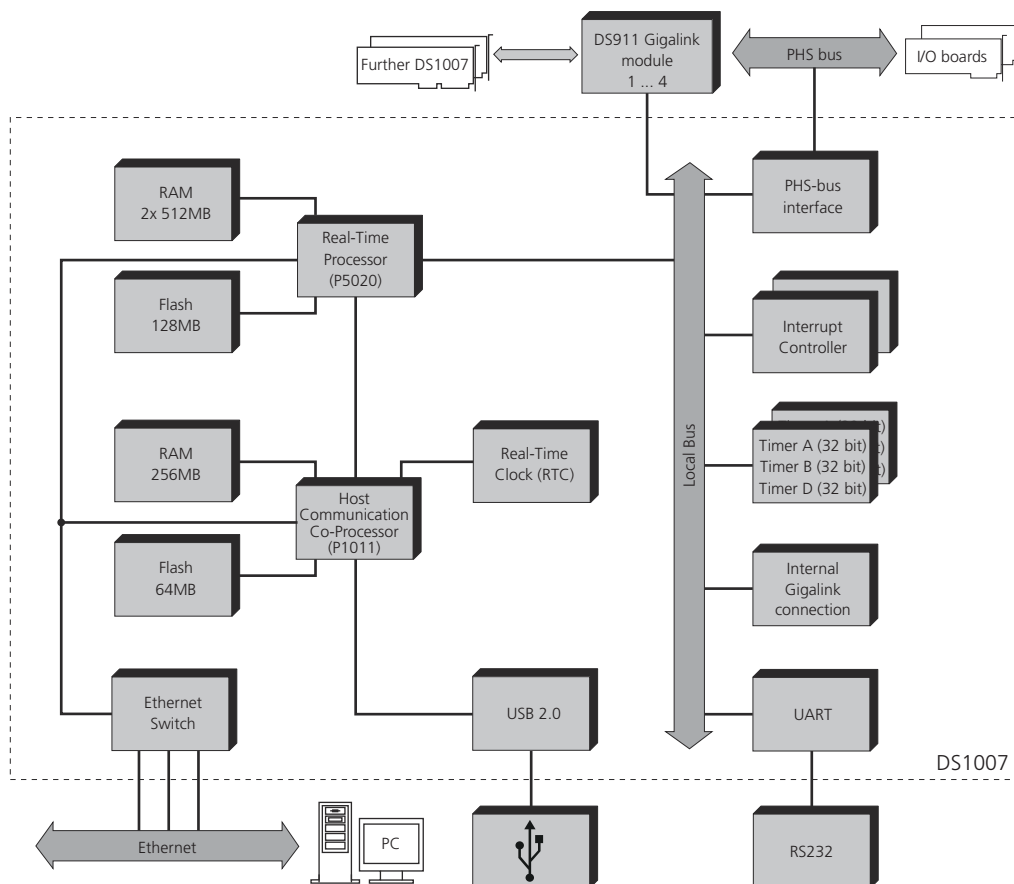 Further DS1007
DS911 Gigalink
module
1 ... 4
PHS bus
I/O boards
RAM
2x 512MB
Real-Time
Processor
(P5020)
Flash
128MB
PHS-bus
interface
Interrupt
Controller
RAM
256MB
Real-Time
Clock (RTC)
Host
Communication
Co-Processor
(P1011)
Flash
64MB
Local Bus
Timer A (32 bit)
Timer B (32 bit)
Timer D (32 bit)
Internal
Gigalink
connection
Ethernet
Switch
USB 2.0
UART
DS1007
Ethernet
PC
RS232